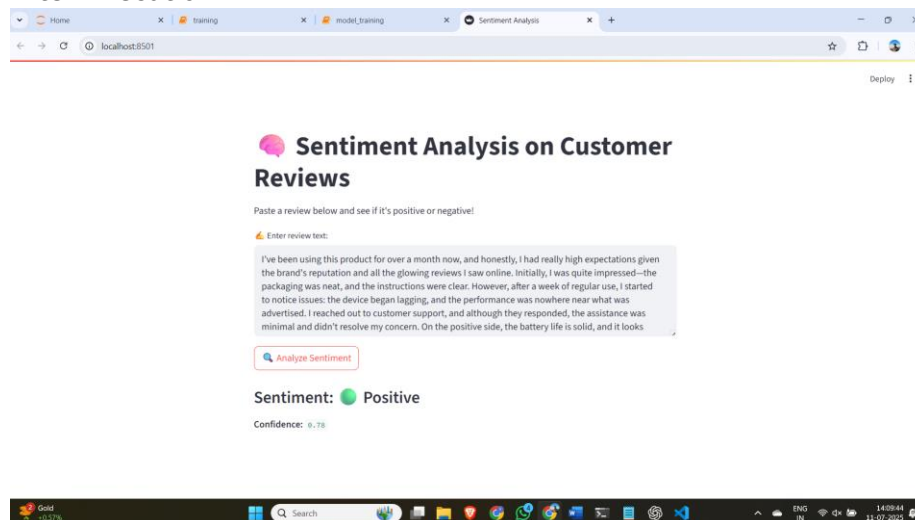 Home
training
model_training
Sentiment Analysis
localhost:8501
Deploy
Sentiment Analysis on Customer
Reviews
Paste a review below and see if it's positive or negative!
Enter review text:
I've been using this product for over a month now, and honestly, I had really high expectations given
the brand's reputation and all the glowing reviews I saw online. Initially, I was quite impressed—the
packaging was neat, and the instructions were clear. However, after a week of regular use, I started
to notice issues: the device began lagging, and the performance was nowhere near what was
advertised. I reached out to customer support, and although they responded, the assistance was
minimal and didn't resolve my concern. On the positive side, the battery life is solid, and it looks
Analyze Sentiment
Sentiment: Positive
Confidence: 0.78
2
Gold
+0.57%
Search
ENG
IN
14:09:44
11-07-2025